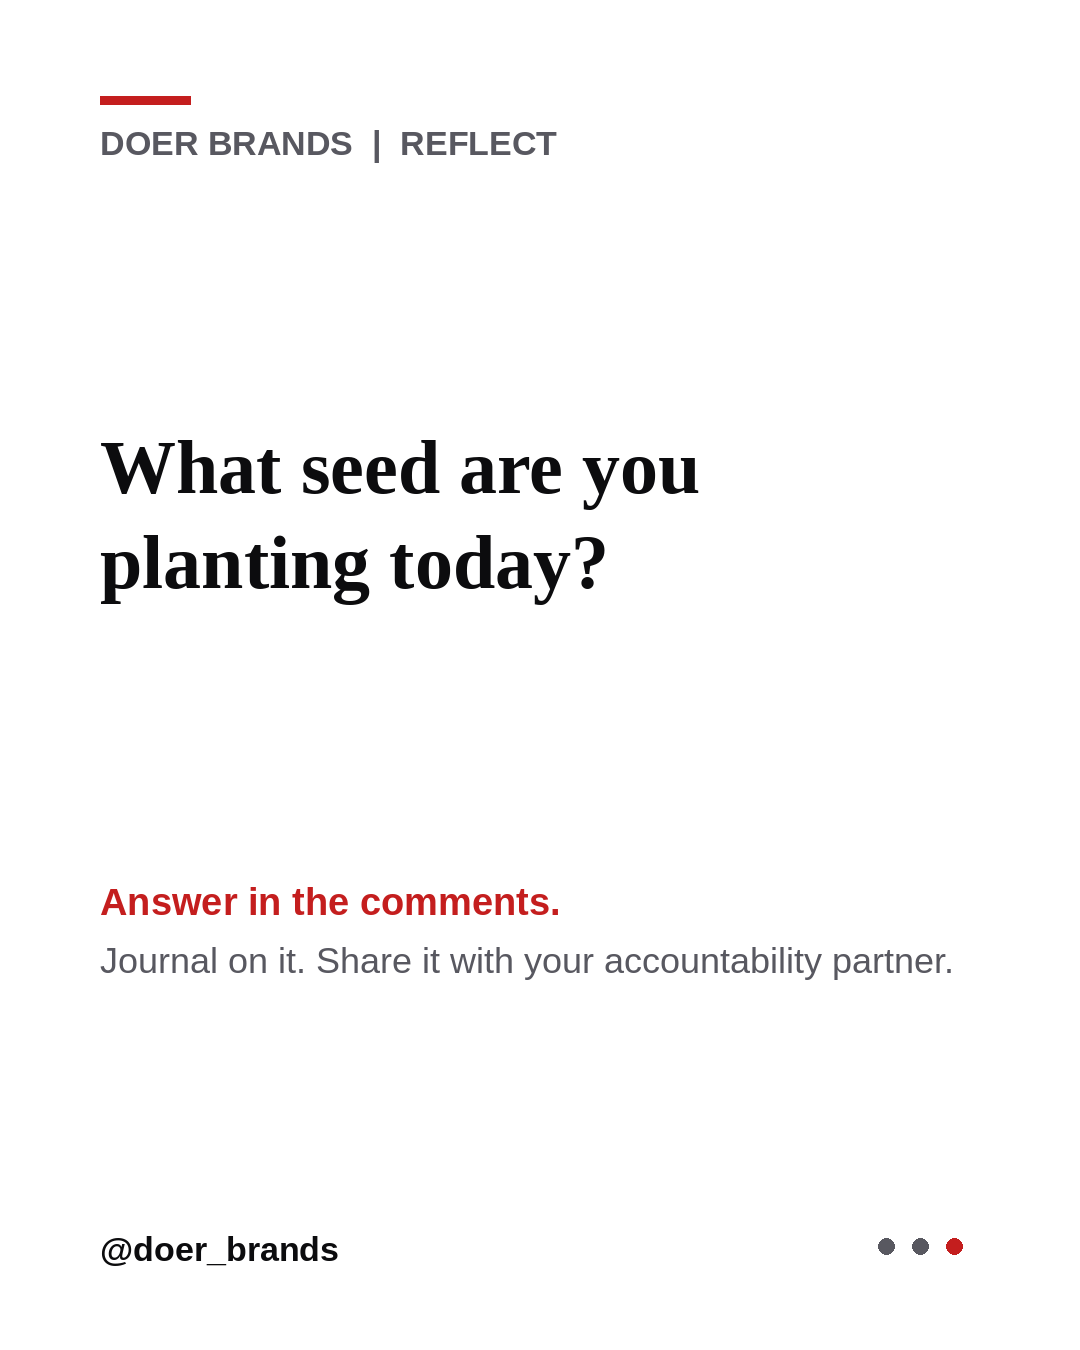 DOER BRANDS | REFLECT
What seed are you
planting today?
Answer in the comments.
Journal on it. Share it with your accountability partner.
@doer_brands